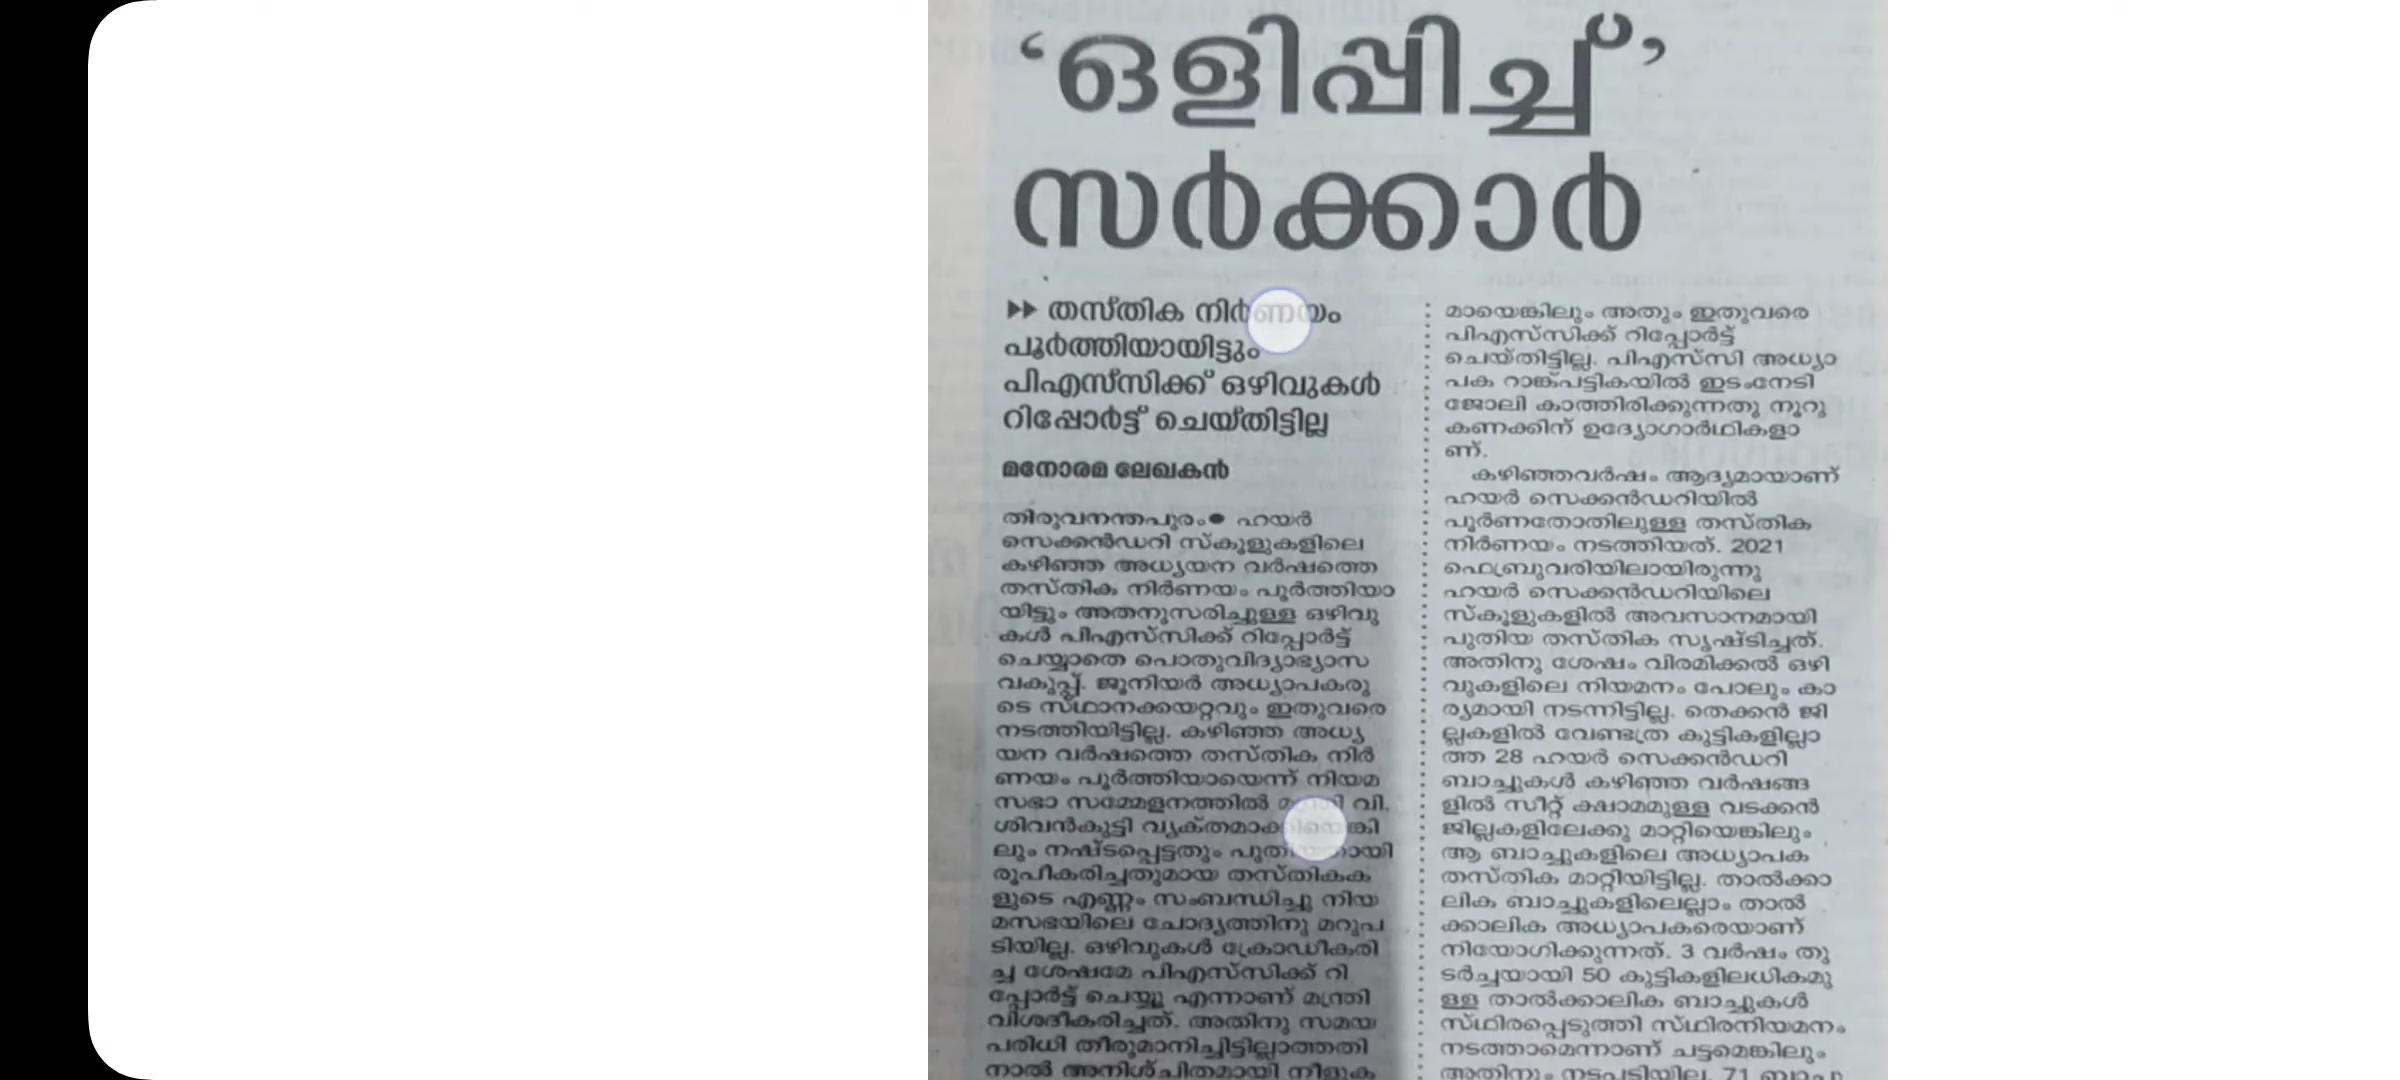 ‘ഒളിപ്പിച്ച്’
സർക്കാർ
▶▶ തസ്തിക നിർണയം
പൂർത്തിയായിട്ടും
പിഎസ്‌സിക്ക് ഒഴിവുകൾ
റിപ്പോർട്ട് ചെയ്തിട്ടില്ല
മനോരമ ലേഖകൻ
തിരുവനന്തപുരം● ഹയർ
സെക്കൻഡറി സ്കൂളുകളിലെ
കഴിഞ്ഞ അധ്യയന വർഷത്തെ
തസ്തിക നിർണയം പൂർത്തിയാ
യിട്ടും അതനുസരിച്ചുള്ള ഒഴിവു
കൾ പിഎസ്‌സിക്ക് റിപ്പോർട്ട്
ചെയ്യാതെ പൊതുവിദ്യാഭ്യാസ
വകുപ്പ്. ജൂനിയർ അധ്യാപകരു
ടെ സ്ഥാനക്കയറ്റവും ഇതുവരെ
നടത്തിയിട്ടില്ല. കഴിഞ്ഞ അധ്യ
യന വർഷത്തെ തസ്തിക നിർ
ണയം പൂർത്തിയായെന്ന് നിയമ
സഭാ സമ്മേളനത്തിൽ മന്ത്രി വി.
ശിവൻകുട്ടി വ്യക്തമാക്കിയെങ്കി
ലും നഷ്ടപ്പെട്ടതും പുതിയതായി
രൂപീകരിച്ചതുമായ തസ്തികക
ളുടെ എണ്ണം സംബന്ധിച്ചു നിയ
മസഭയിലെ ചോദ്യത്തിനു മറുപ
ടിയില്ല. ഒഴിവുകൾ ക്രോഡീകരി
ച്ച ശേഷമേ പിഎസ്‌സിക്ക് റി
പ്പോർട്ട് ചെയ്യൂ എന്നാണ് മന്ത്രി
വിശദീകരിച്ചത്. അതിനു സമയ
പരിധി തീരുമാനിച്ചിട്ടില്ലാത്തതി
നാൽ അനിശ്ചിതമായി നീളുക
മായെങ്കിലും അതും ഇതുവരെ
പിഎസ്‌സിക്ക് റിപ്പോർട്ട്
ചെയ്തിട്ടില്ല. പിഎസ്‌സി അധ്യാ
പക റാങ്ക്പട്ടികയിൽ ഇടംനേടി
ജോലി കാത്തിരിക്കുന്നതു നൂറു
കണക്കിന് ഉദ്യോഗാർഥികളാ
ണ്.
കഴിഞ്ഞവർഷം ആദ്യമായാണ്
ഹയർ സെക്കൻഡറിയിൽ
പൂർണതോതിലുള്ള തസ്തിക
നിർണയം നടത്തിയത്. 2021
ഫെബ്രുവരിയിലായിരുന്നു
ഹയർ സെക്കൻഡറിയിലെ
സ്കൂളുകളിൽ അവസാനമായി
പുതിയ തസ്തിക സൃഷ്ടിച്ചത്.
അതിനു ശേഷം വിരമിക്കൽ ഒഴി
വുകളിലെ നിയമനം പോലും കാ
ര്യമായി നടന്നിട്ടില്ല. തെക്കൻ ജി
ല്ലകളിൽ വേണ്ടത്ര കുട്ടികളില്ലാ
ത്ത 28 ഹയർ സെക്കൻഡറി
ബാച്ചുകൾ കഴിഞ്ഞ വർഷങ്ങ
ളിൽ സീറ്റ് ക്ഷാമമുള്ള വടക്കൻ
ജില്ലകളിലേക്കു മാറ്റിയെങ്കിലും
ആ ബാച്ചുകളിലെ അധ്യാപക
തസ്തിക മാറ്റിയിട്ടില്ല. താൽക്കാ
ലിക ബാച്ചുകളിലെല്ലാം താൽ
ക്കാലിക അധ്യാപകരെയാണ്
നിയോഗിക്കുന്നത്. 3 വർഷം തു
ടർച്ചയായി 50 കുട്ടികളിലധികമു
ള്ള താൽക്കാലിക ബാച്ചുകൾ
സ്ഥിരപ്പെടുത്തി സ്ഥിരനിയമനം
നടത്താമെന്നാണ് ചട്ടമെങ്കിലും
അതിനും നടപടിയില്ല. 71 ബാച്ചു